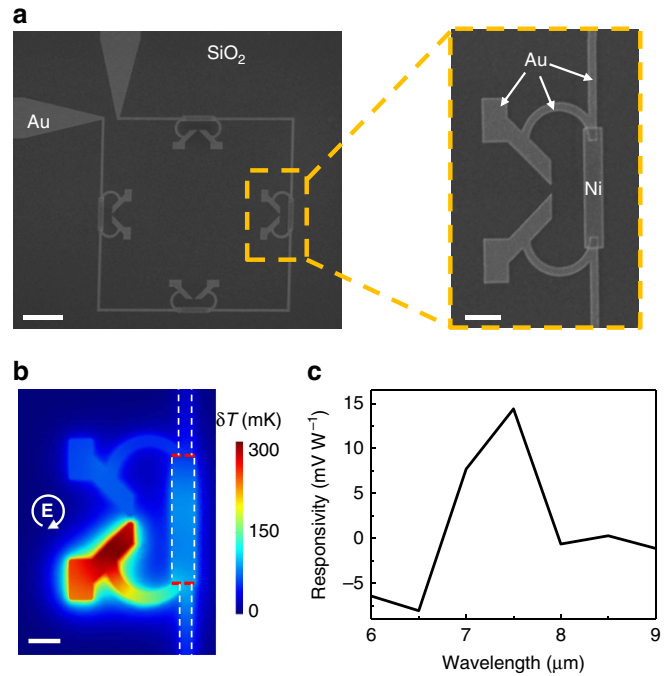 a
SiO₂
Au
Au
Ni
b
δT (mK)
300
150
0
E
c
Responsivity (mV W⁻¹)
15
10
5
0
−5
6 7 8 9
Wavelength (μm)